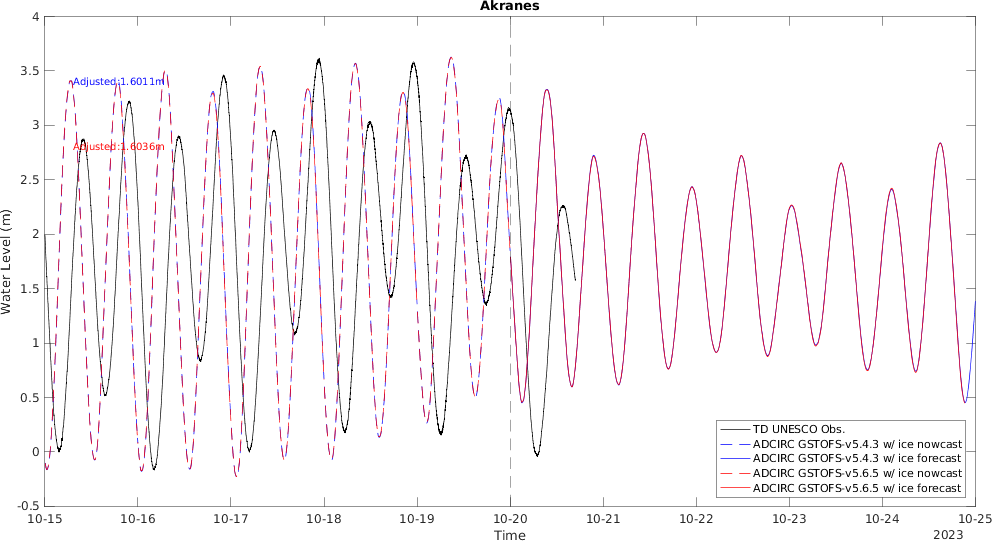 Akranes
4
3.5
3
2.5
2
1.5
1
0.5
0
-0.5
Water Level (m)
Adjusted:1.6011m
Adjusted:1.6036m
TD UNESCO Obs.
ADCIRC GSTOFS-v5.4.3 w/ ice nowcast
ADCIRC GSTOFS-v5.4.3 w/ ice forecast
ADCIRC GSTOFS-v5.6.5 w/ ice nowcast
ADCIRC GSTOFS-v5.6.5 w/ ice forecast
10-15 10-16 10-17 10-18 10-19 10-20 10-21 10-22 10-23 10-24 10-25
Time
2023